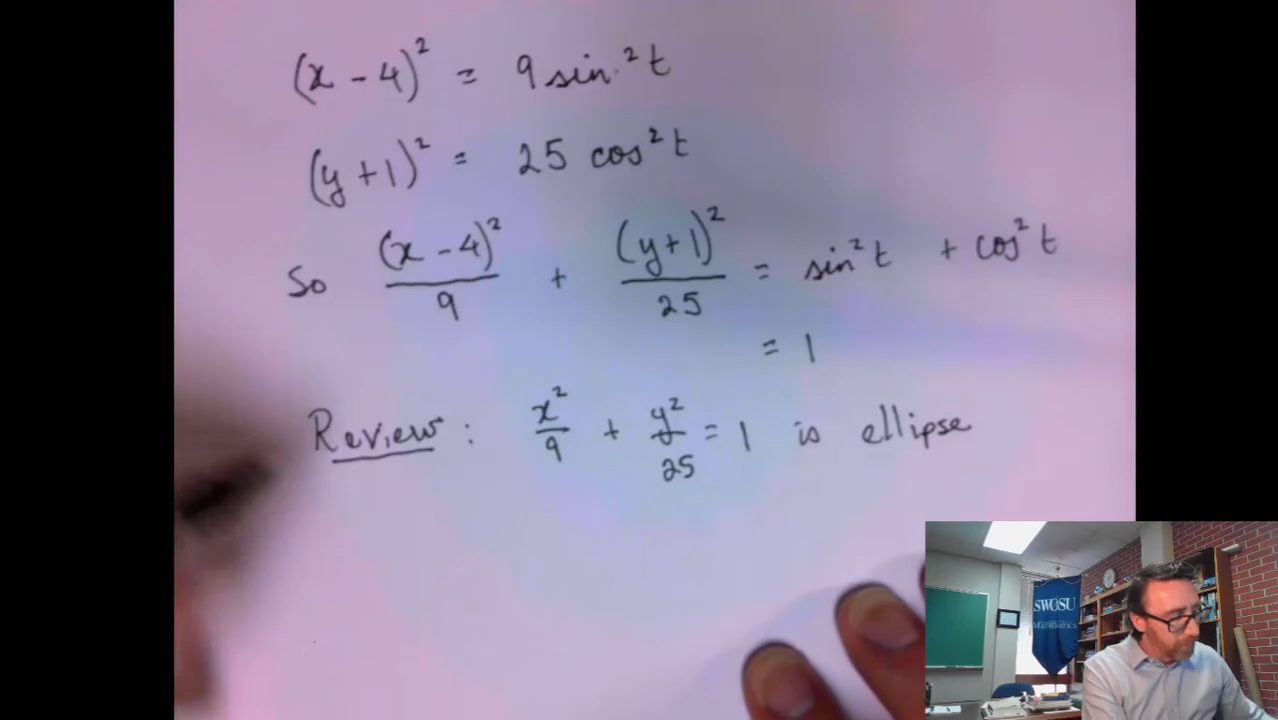 (x - 4)² = 9 sin² t
(y + 1)² = 25 cos² t
So (x - 4)²/9 + (y + 1)²/25 = sin² t + cos² t
= 1
Review : x²/9 + y²/25 = 1 is ellipse
SWOSU
MATHEMATICS